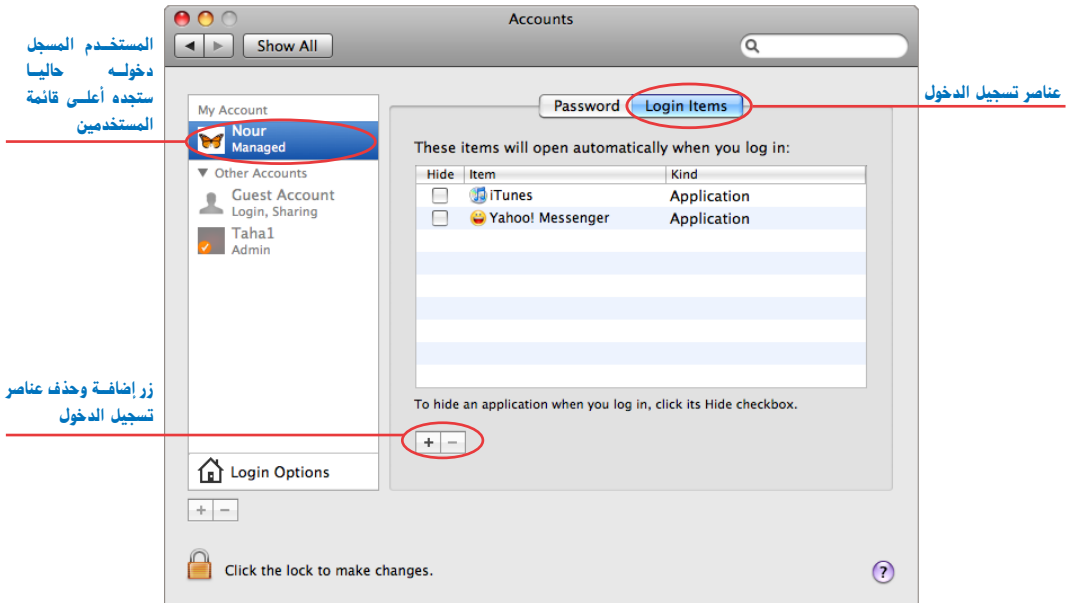 Accounts
Show All
المستخدم المسجل
دخوله حاليا
ستجده أعلى قائمة
المستخدمين
عناصر تسجيل الدخول
My Account
Nour
Managed
Other Accounts
Guest Account
Login, Sharing
Taha1
Admin
Password
Login Items
These items will open automatically when you log in:
Hide Item Kind
iTunes Application
Yahoo! Messenger Application
To hide an application when you log in, click its Hide checkbox.
+ −
زر إضافة وحذف عناصر
تسجيل الدخول
Login Options
+ −
Click the lock to make changes.
?